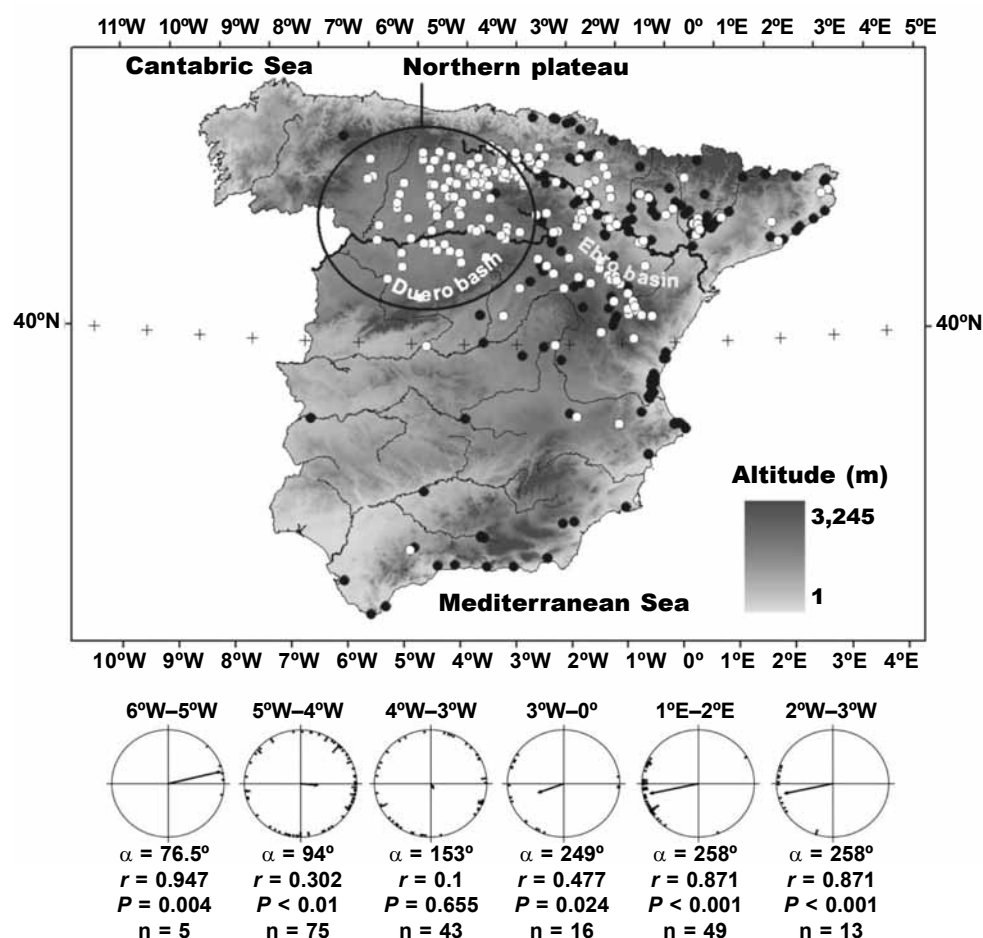 11ºW 10ºW 9ºW 8ºW 7ºW 6ºW 5ºW 4ºW 3ºW 2ºW 1ºW 0º 1ºE 2ºE 3ºE 5ºE
Cantabric Sea Northern plateau
Ebro basin
Duero basin
40ºN 40ºN
Altitude (m)
3,245
1
Mediterranean Sea
10ºW 9ºW 8ºW 7ºW 6ºW 5ºW 4ºW 3ºW 2ºW 1ºW 0º 1ºE 2ºE 3ºE 4ºE
6ºW–5ºW 5ºW–4ºW 4ºW–3ºW 3ºW–0º 1ºE–2ºE 2ºW–3ºW
α = 76.5º α = 94º α = 153º α = 249º α = 258º α = 258º
r = 0.947 r = 0.302 r = 0.1 r = 0.477 r = 0.871 r = 0.871
P = 0.004 P < 0.01 P = 0.655 P = 0.024 P < 0.001 P < 0.001
n = 5 n = 75 n = 43 n = 16 n = 49 n = 13